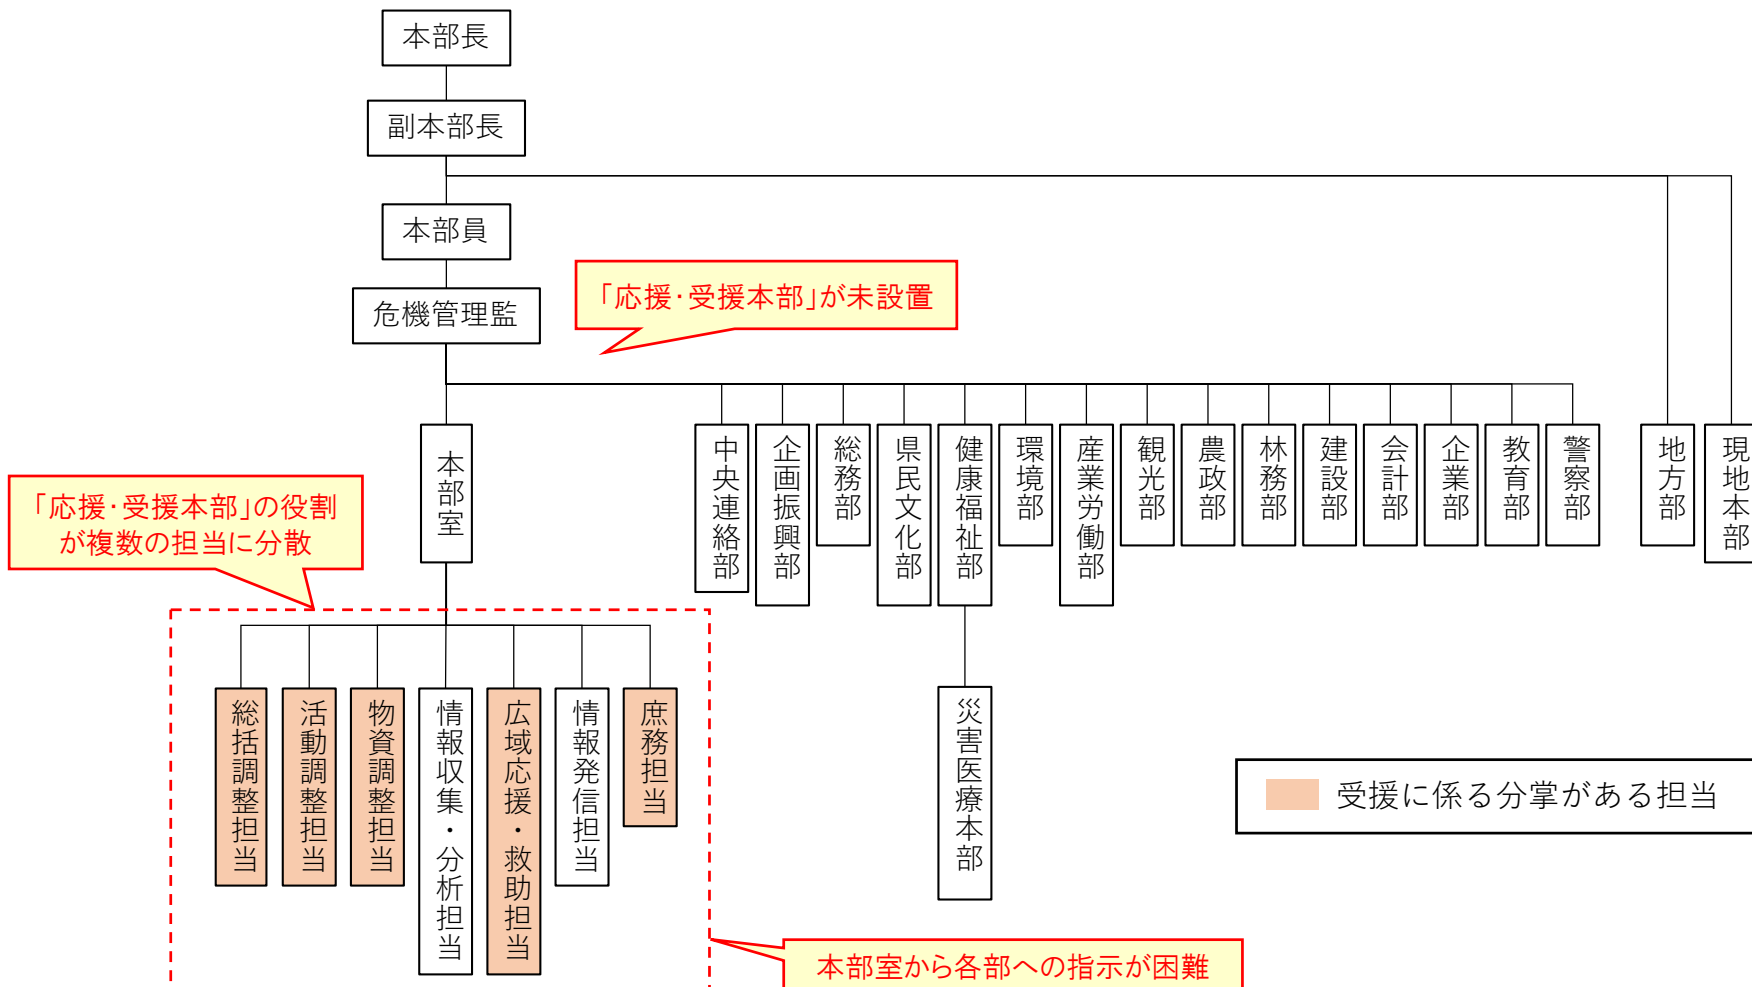 本部長
副本部長
本部員
「応援・受援本部」が未設置
危機管理監
本部室
中央連絡部
企画振興部
総務部
県民文化部
健康福祉部
環境部
産業労働部
観光部
農政部
林務部
建設部
会計部
企業部
教育部
警察部
地方部
現地本部
「応援・受援本部」の役割
が複数の担当に分散
総括調整担当
活動調整担当
物資調整担当
情報収集・分析担当
広域応援・救助担当
情報発信担当
庶務担当
災害医療本部
受援に係る分掌がある担当
本部室から各部への指示が困難